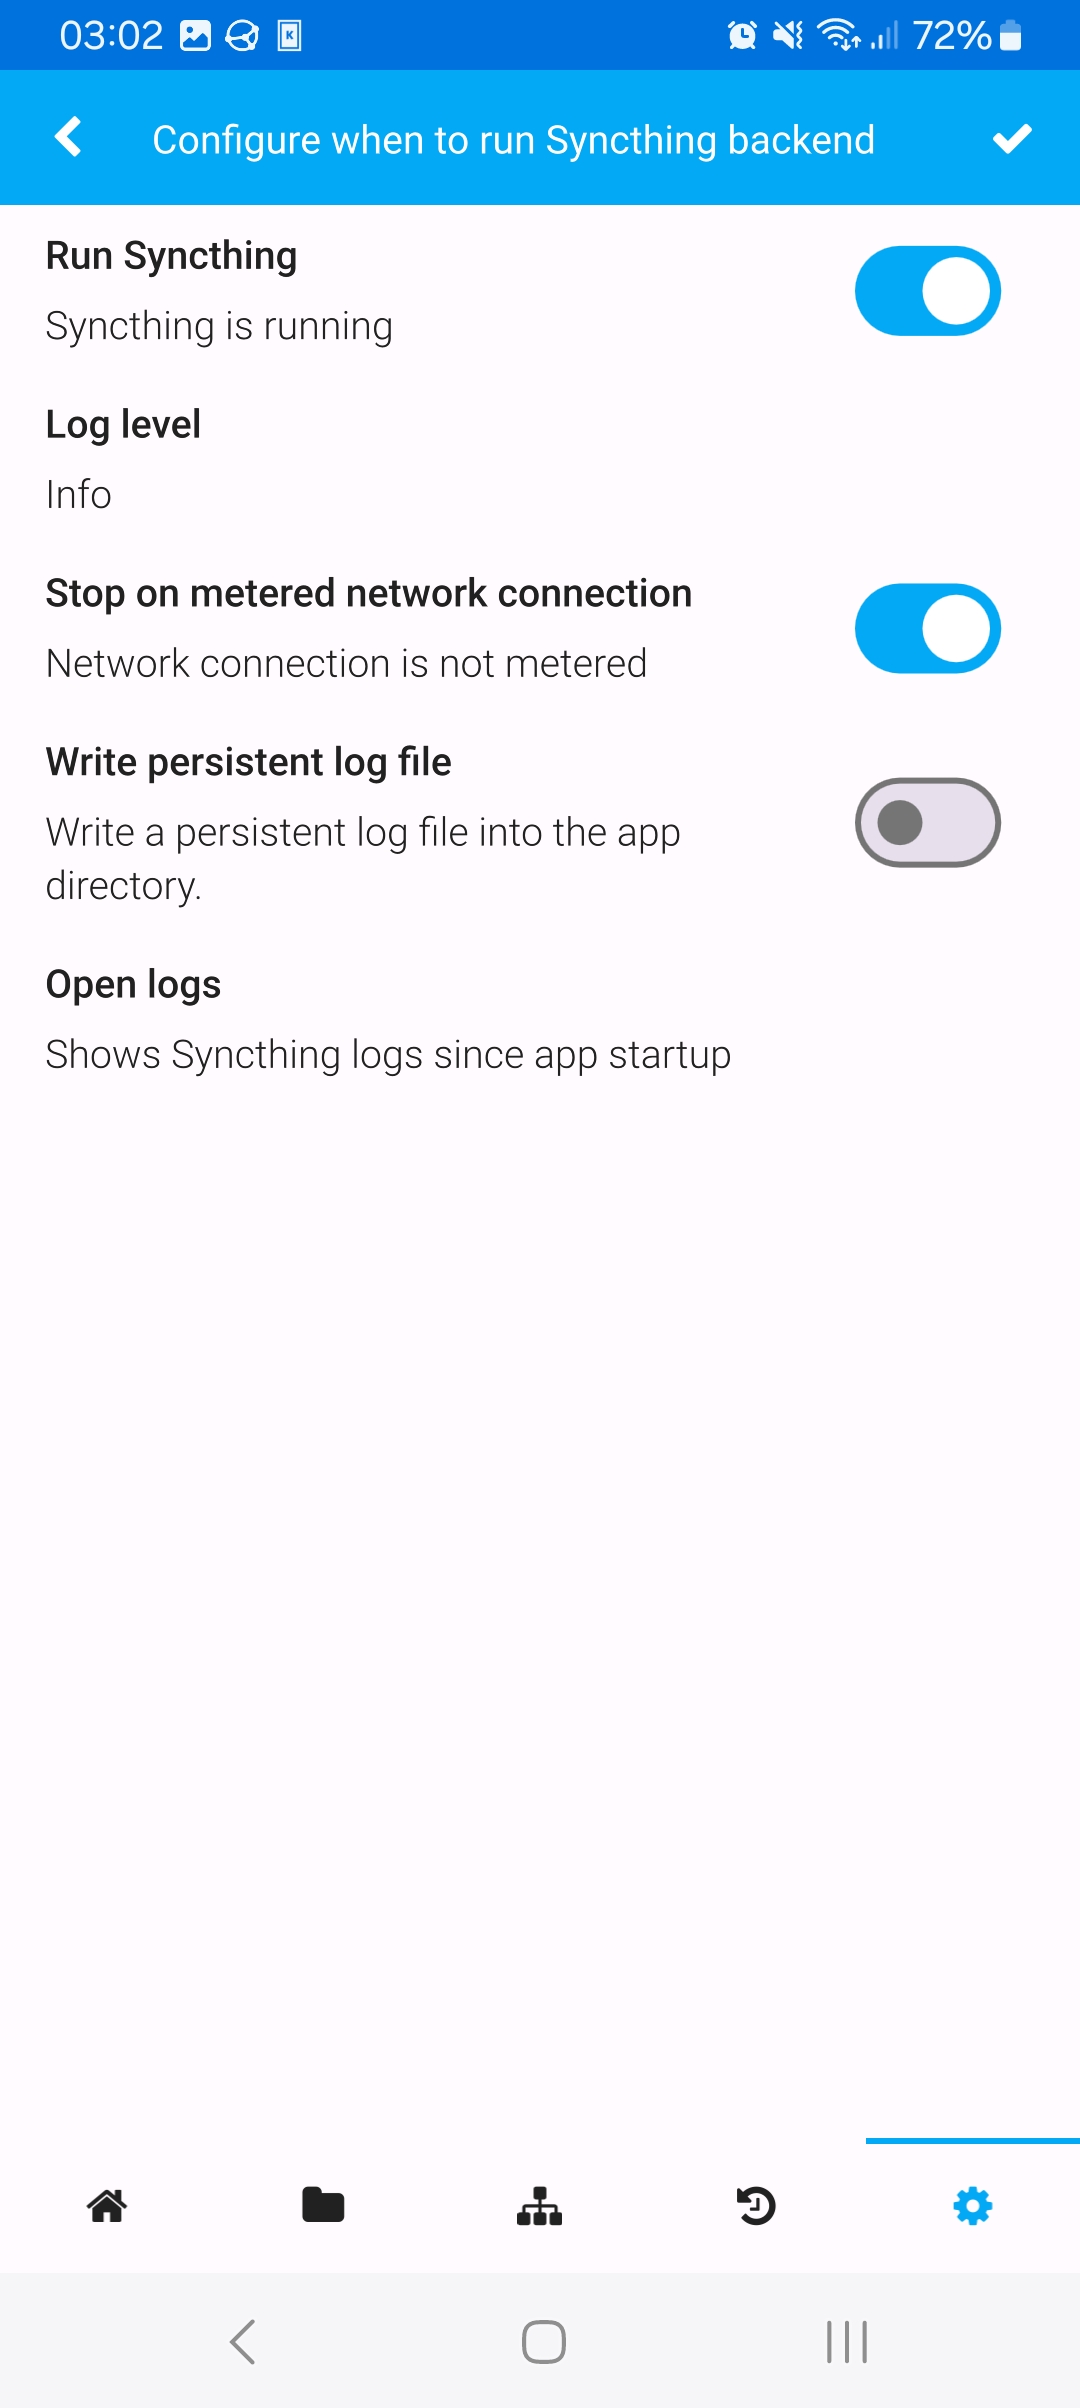 03:02
72%
Configure when to run Syncthing backend
Run Syncthing
Syncthing is running
Log level
Info
Stop on metered network connection
Network connection is not metered
Write persistent log file
Write a persistent log file into the app
directory.
Open logs
Shows Syncthing logs since app startup